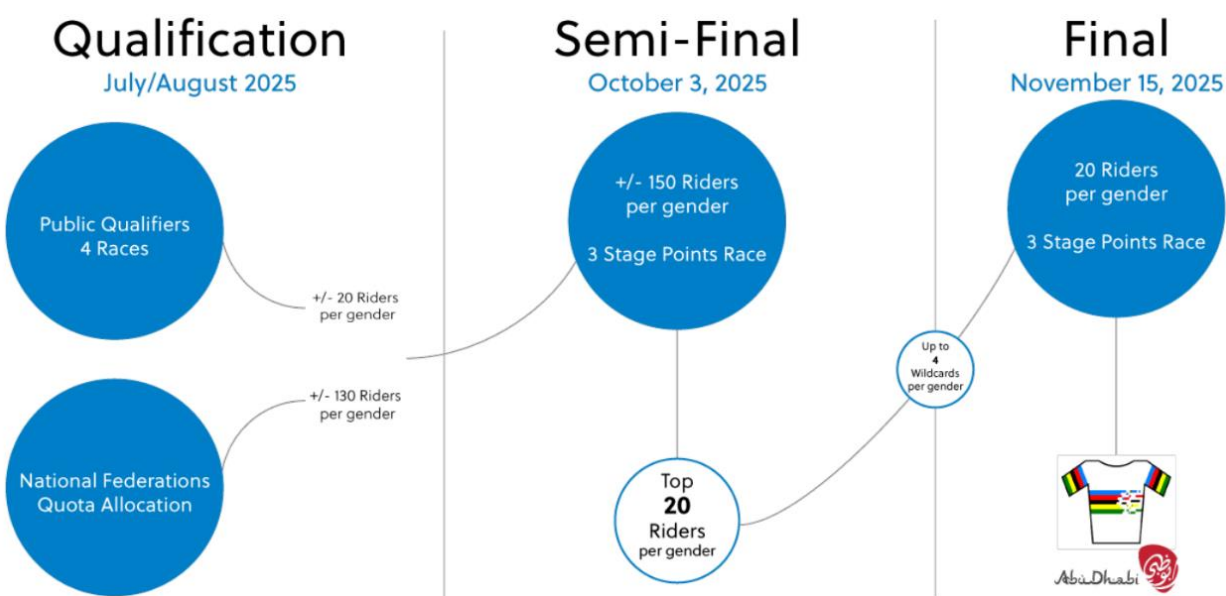 Qualification
July/August 2025
Public Qualifiers
4 Races
+/- 20 Riders
per gender
+/- 130 Riders
per gender
National Federations
Quota Allocation
Semi-Final
October 3, 2025
+/- 150 Riders
per gender
3 Stage Points Race
Top
20
Riders
per gender
Up to
4
Wildcards
per gender
Final
November 15, 2025
20 Riders
per gender
3 Stage Points Race
Abu Dhabi
أبوظبي